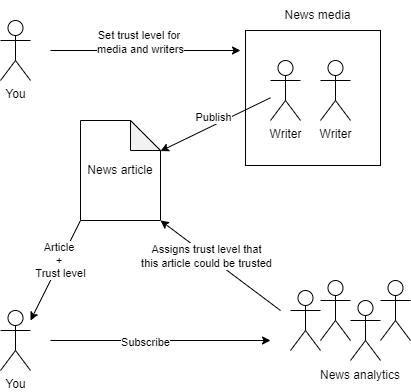 News media
Set trust level for
media and writers
You
Writer
Writer
Publish
News article
Article
+
Trust level
Assigns trust level that
this article could be trusted
Subscribe
You
News analytics